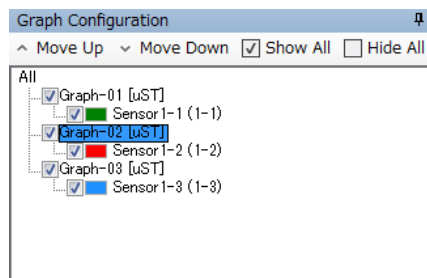 Graph Configuration
Move Up Move Down Show All Hide All
All
Graph-01 [uST]
Sensor1-1 (1-1)
Graph-02 [uST]
Sensor1-2 (1-2)
Graph-03 [uST]
Sensor1-3 (1-3)